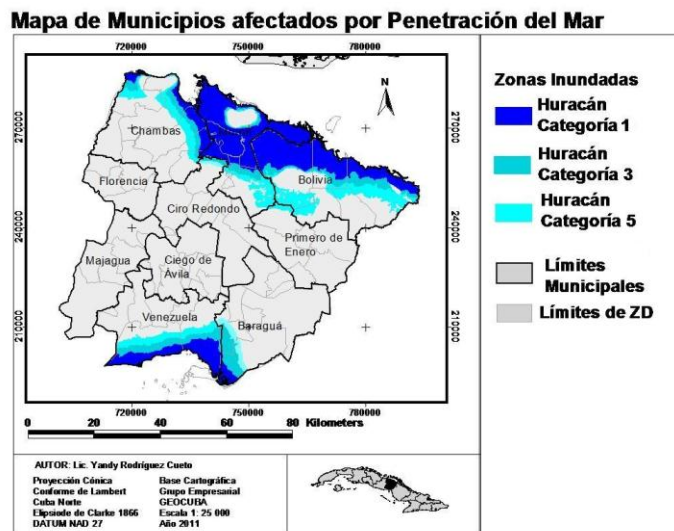 Mapa de Municipios afectados por Penetración del Mar
720000 750000 780000
N
270000 270000
Chambas
Florencia
Bolivia
Ciro Redondo
240000 240000
Majagua
Ciego de
Ávila
Primero de
Enero
Venezuela
Baraguá
210000 210000
720000 750000 780000
0 20 40 60 80 Kilometers
Zonas Inundadas
Huracán
Categoría 1
Huracán
Categoría 3
Huracán
Categoría 5
Límites
Municipales
Límites de ZD
AUTOR: Lic. Yandy Rodríguez Cueto
Proyección Cónica
Conforme de Lambert
Cuba Norte
Elipsiode de Clarke 1866
DATUM NAD 27
Base Cartográfica
Grupo Empresarial
GEOCUBA
Escala 1: 25 000
Año 2011